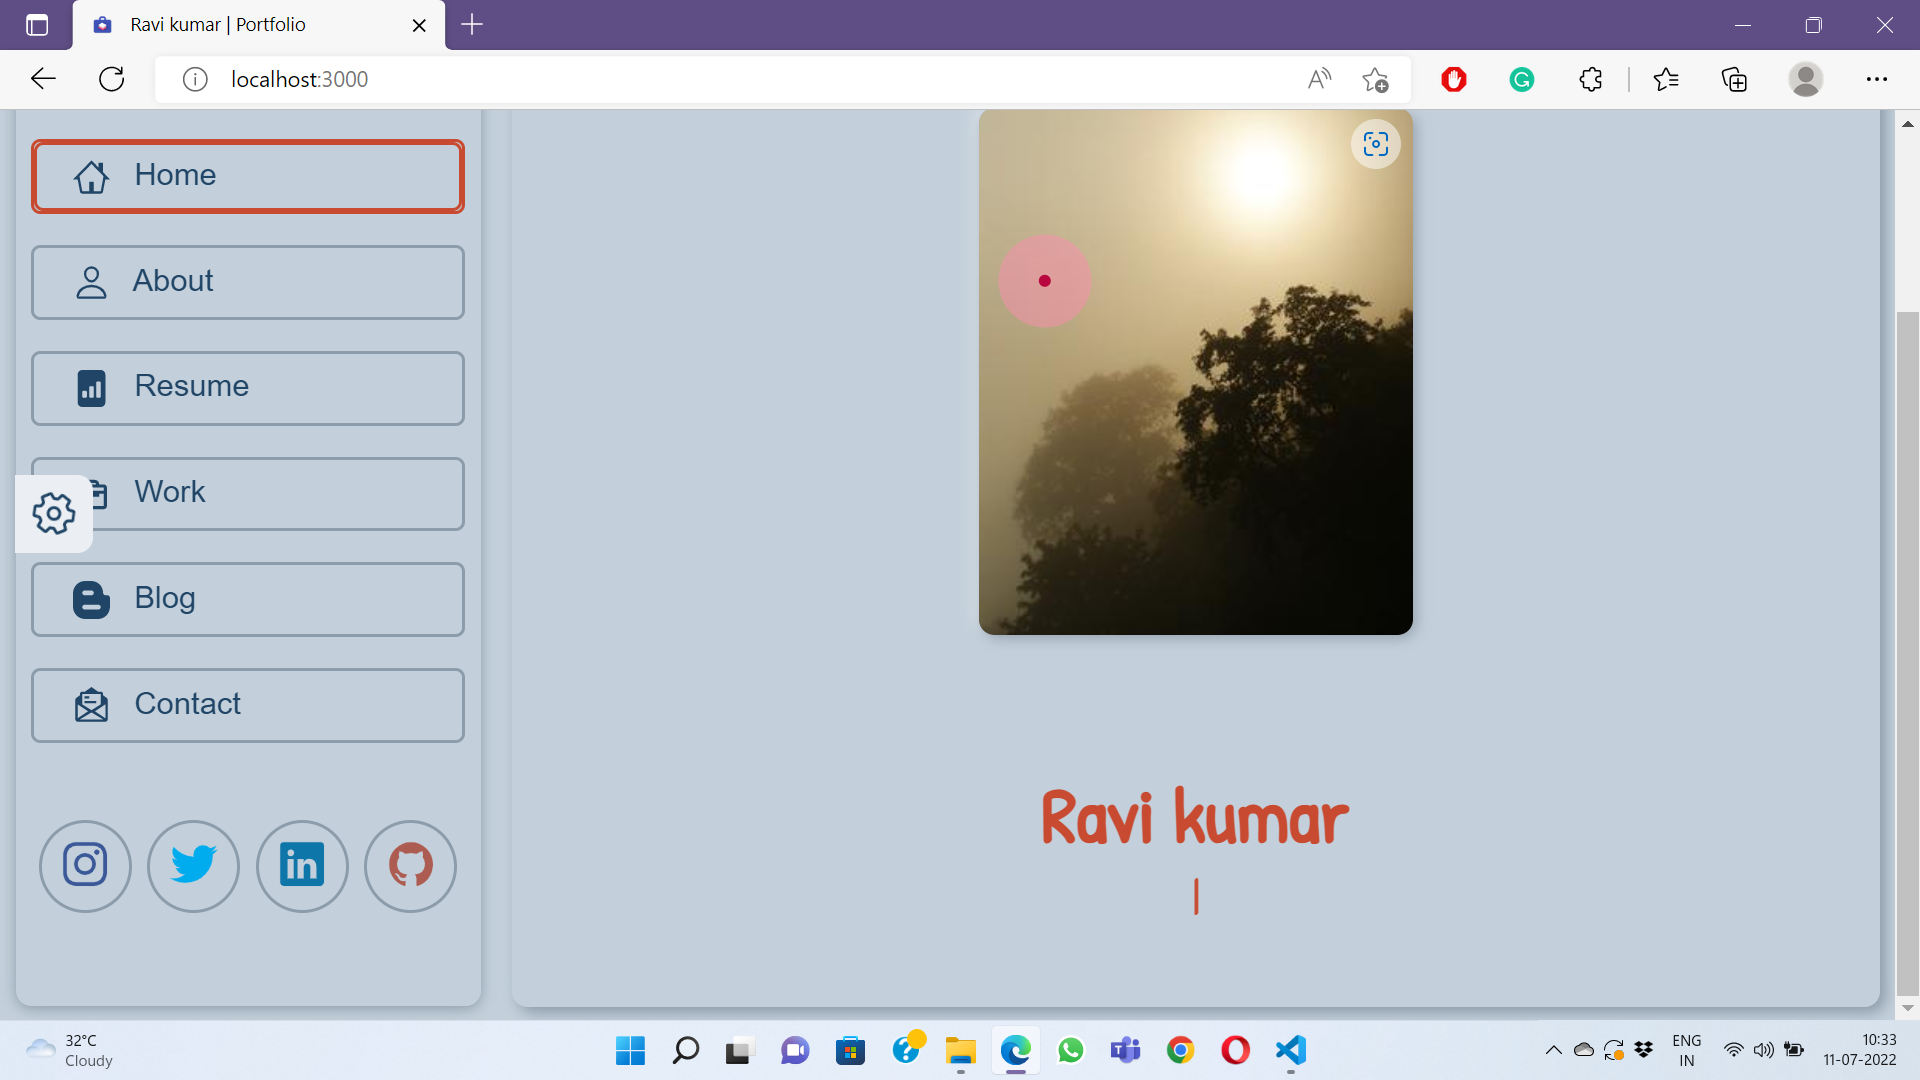 Ravi kumar | Portfolio
localhost:3000
Home
About
Resume
Work
Blog
Contact
Ravi kumar
32°C
Cloudy
ENG
IN
10:33
11-07-2022